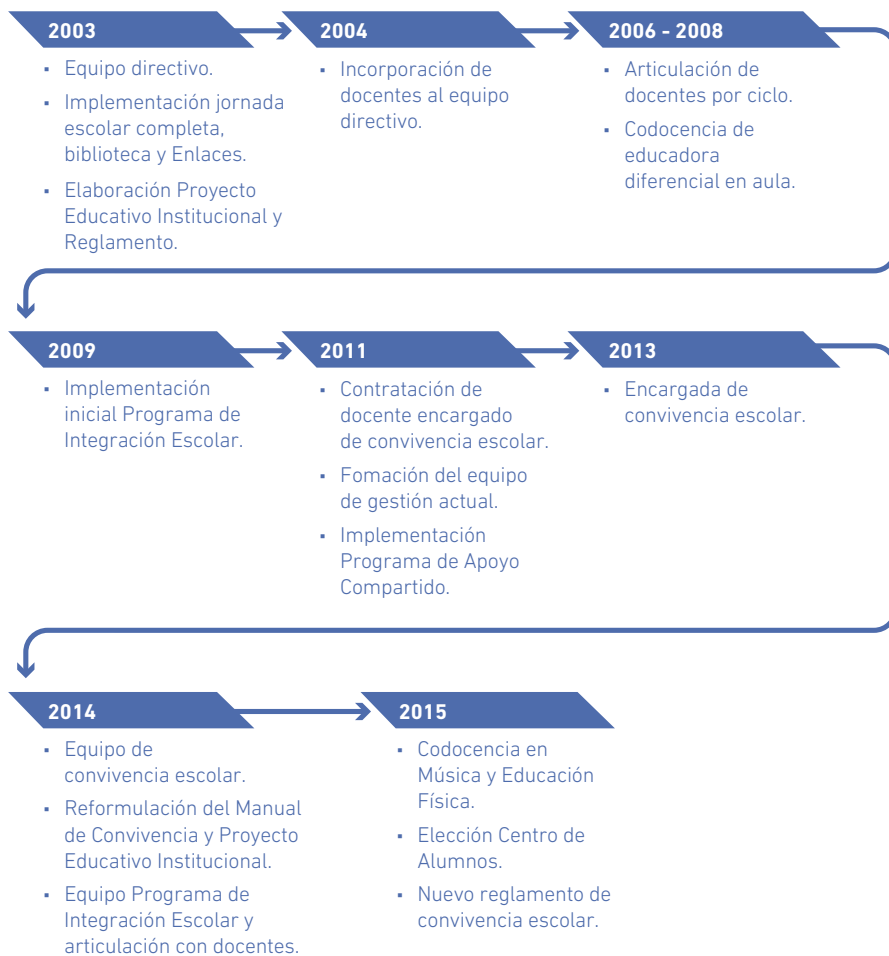 2003
▪ Equipo directivo.
▪ Implementación jornada
escolar completa,
biblioteca y Enlaces.
▪ Elaboración Proyecto
Educativo Institucional y
Reglamento.
2004
▪ Incorporación de
docentes al equipo
directivo.
2006 - 2008
▪ Articulación de
docentes por ciclo.
▪ Codocencia de
educadora
diferencial en aula.
2009
▪ Implementación
inicial Programa de
Integración Escolar.
2011
▪ Contratación de
docente encargado
de convivencia escolar.
▪ Fomación del equipo
de gestión actual.
▪ Implementación
Programa de Apoyo
Compartido.
2013
▪ Encargada de
convivencia escolar.
2014
▪ Equipo de
convivencia escolar.
▪ Reformulación del Manual
de Convivencia y Proyecto
Educativo Institucional.
▪ Equipo Programa de
Integración Escolar y
articulación con docentes.
2015
▪ Codocencia en
Música y Educación
Física.
▪ Elección Centro de
Alumnos.
▪ Nuevo reglamento de
convivencia escolar.